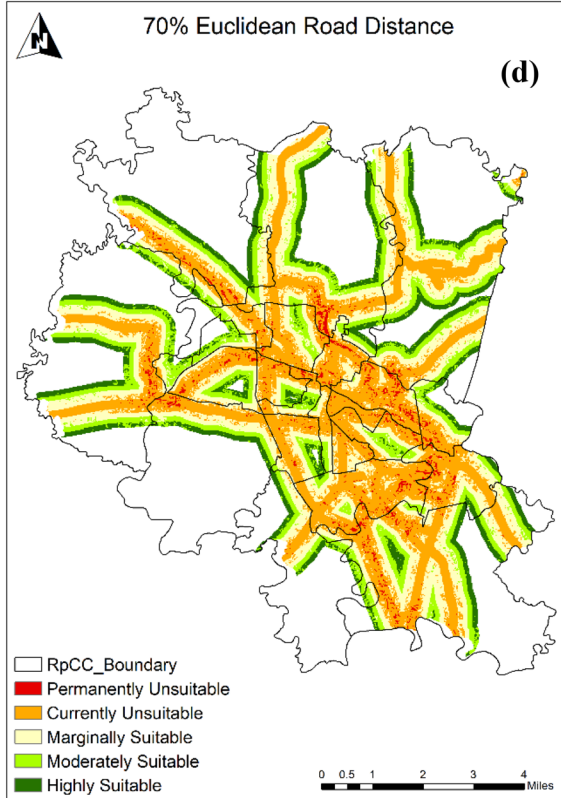 70% Euclidean Road Distance
N
(d)
RpCC_Boundary
Permanently Unsuitable
Currently Unsuitable
Marginally Suitable
Moderately Suitable
Highly Suitable
0 0.5 1 2 3 4
Miles